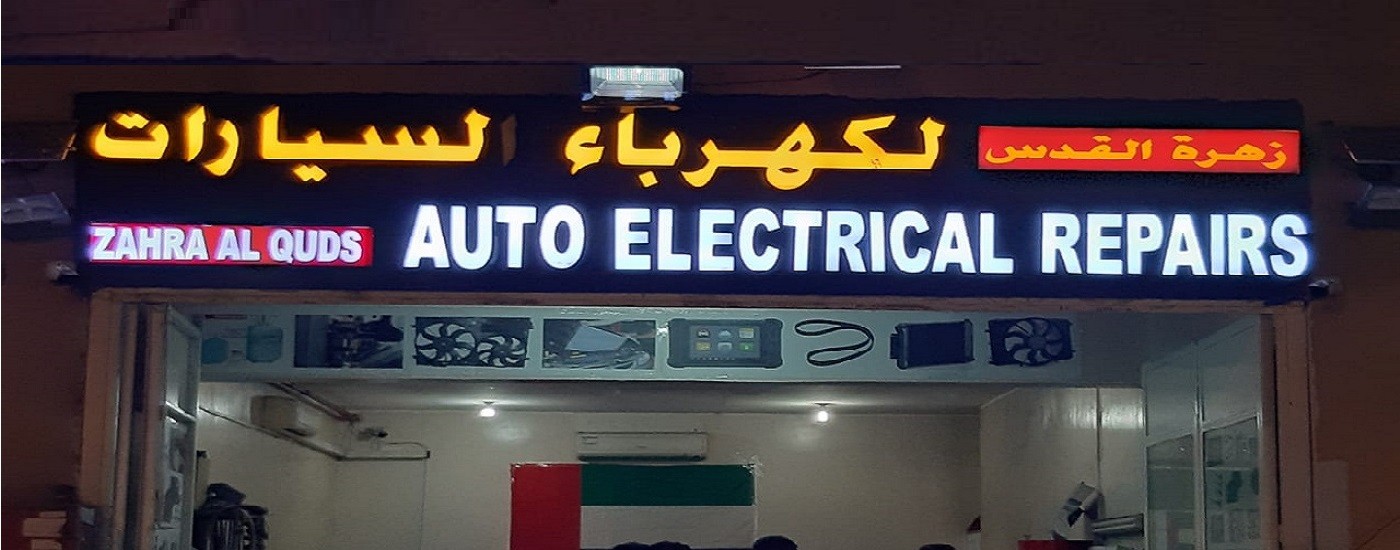 زهرة القدس لكهرباء السيارات
ZAHRA AL QUDS AUTO ELECTRICAL REPAIRS